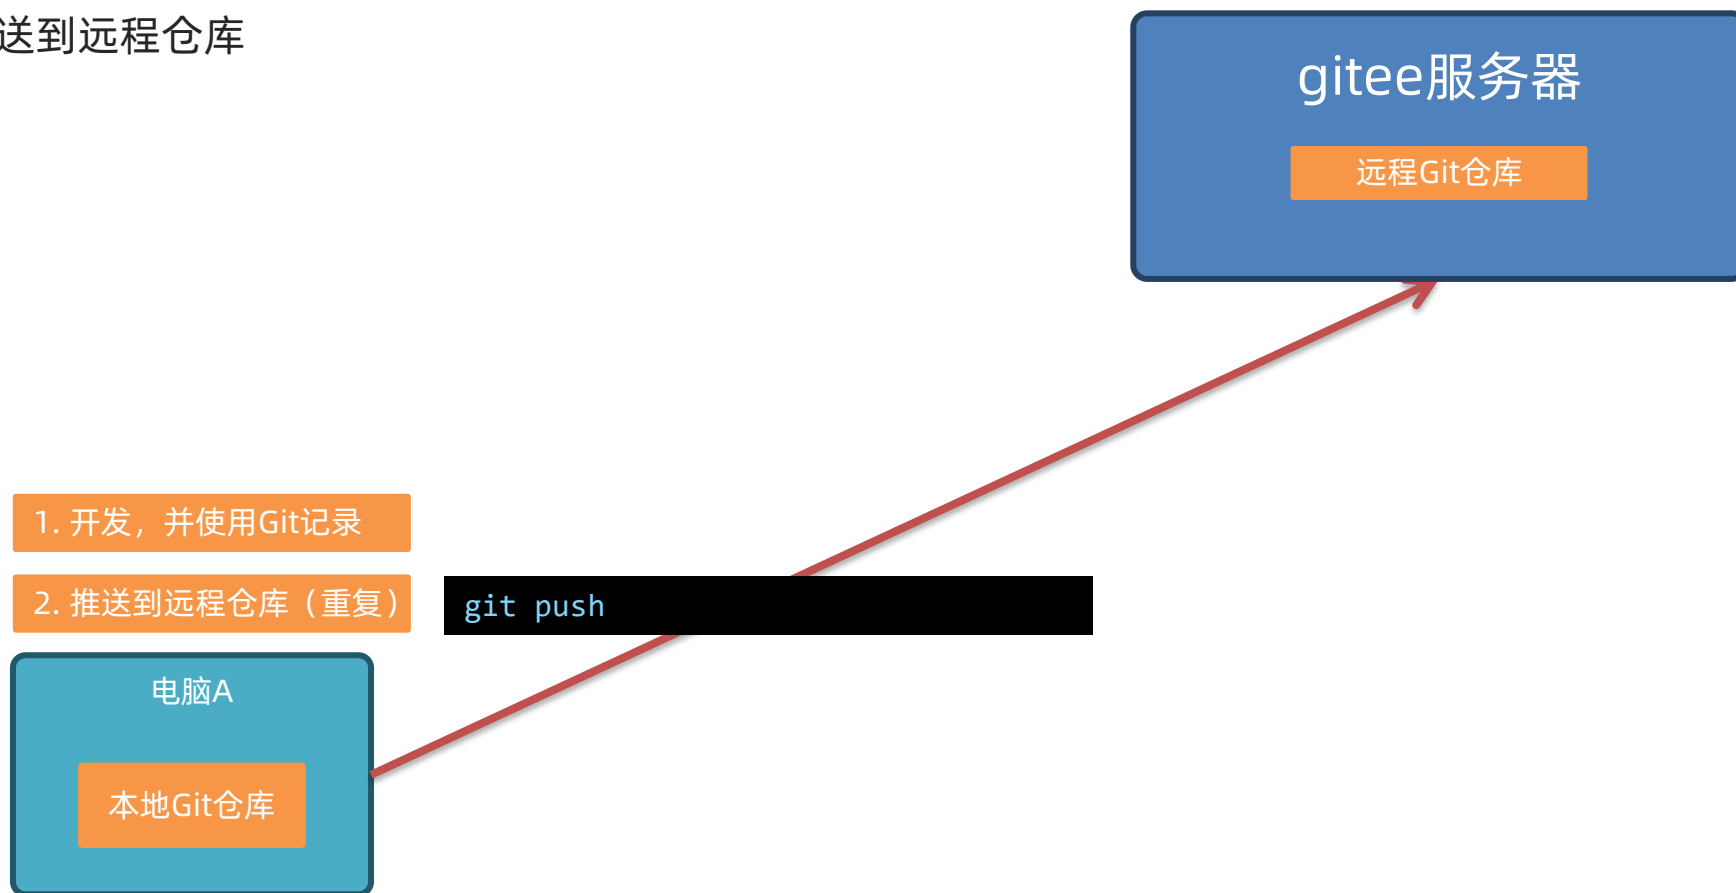 送到远程仓库
gitee服务器
远程Git仓库
1. 开发，并使用Git记录
2. 推送到远程仓库（重复）
git push
电脑A
本地Git仓库